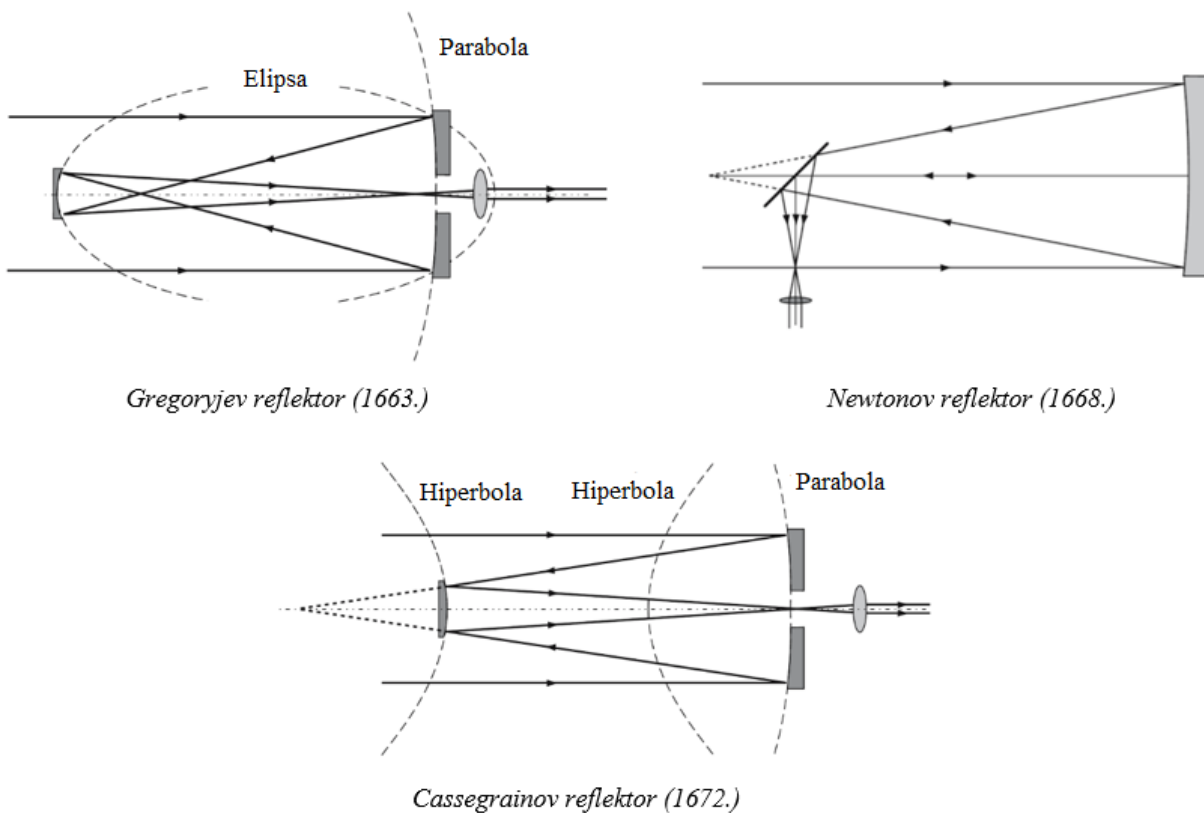 Parabola
Elipsa
Gregoryjev reflektor (1663.)
Newtonov reflektor (1668.)
Hiperbola
Hiperbola
Parabola
Cassegrainov reflektor (1672.)